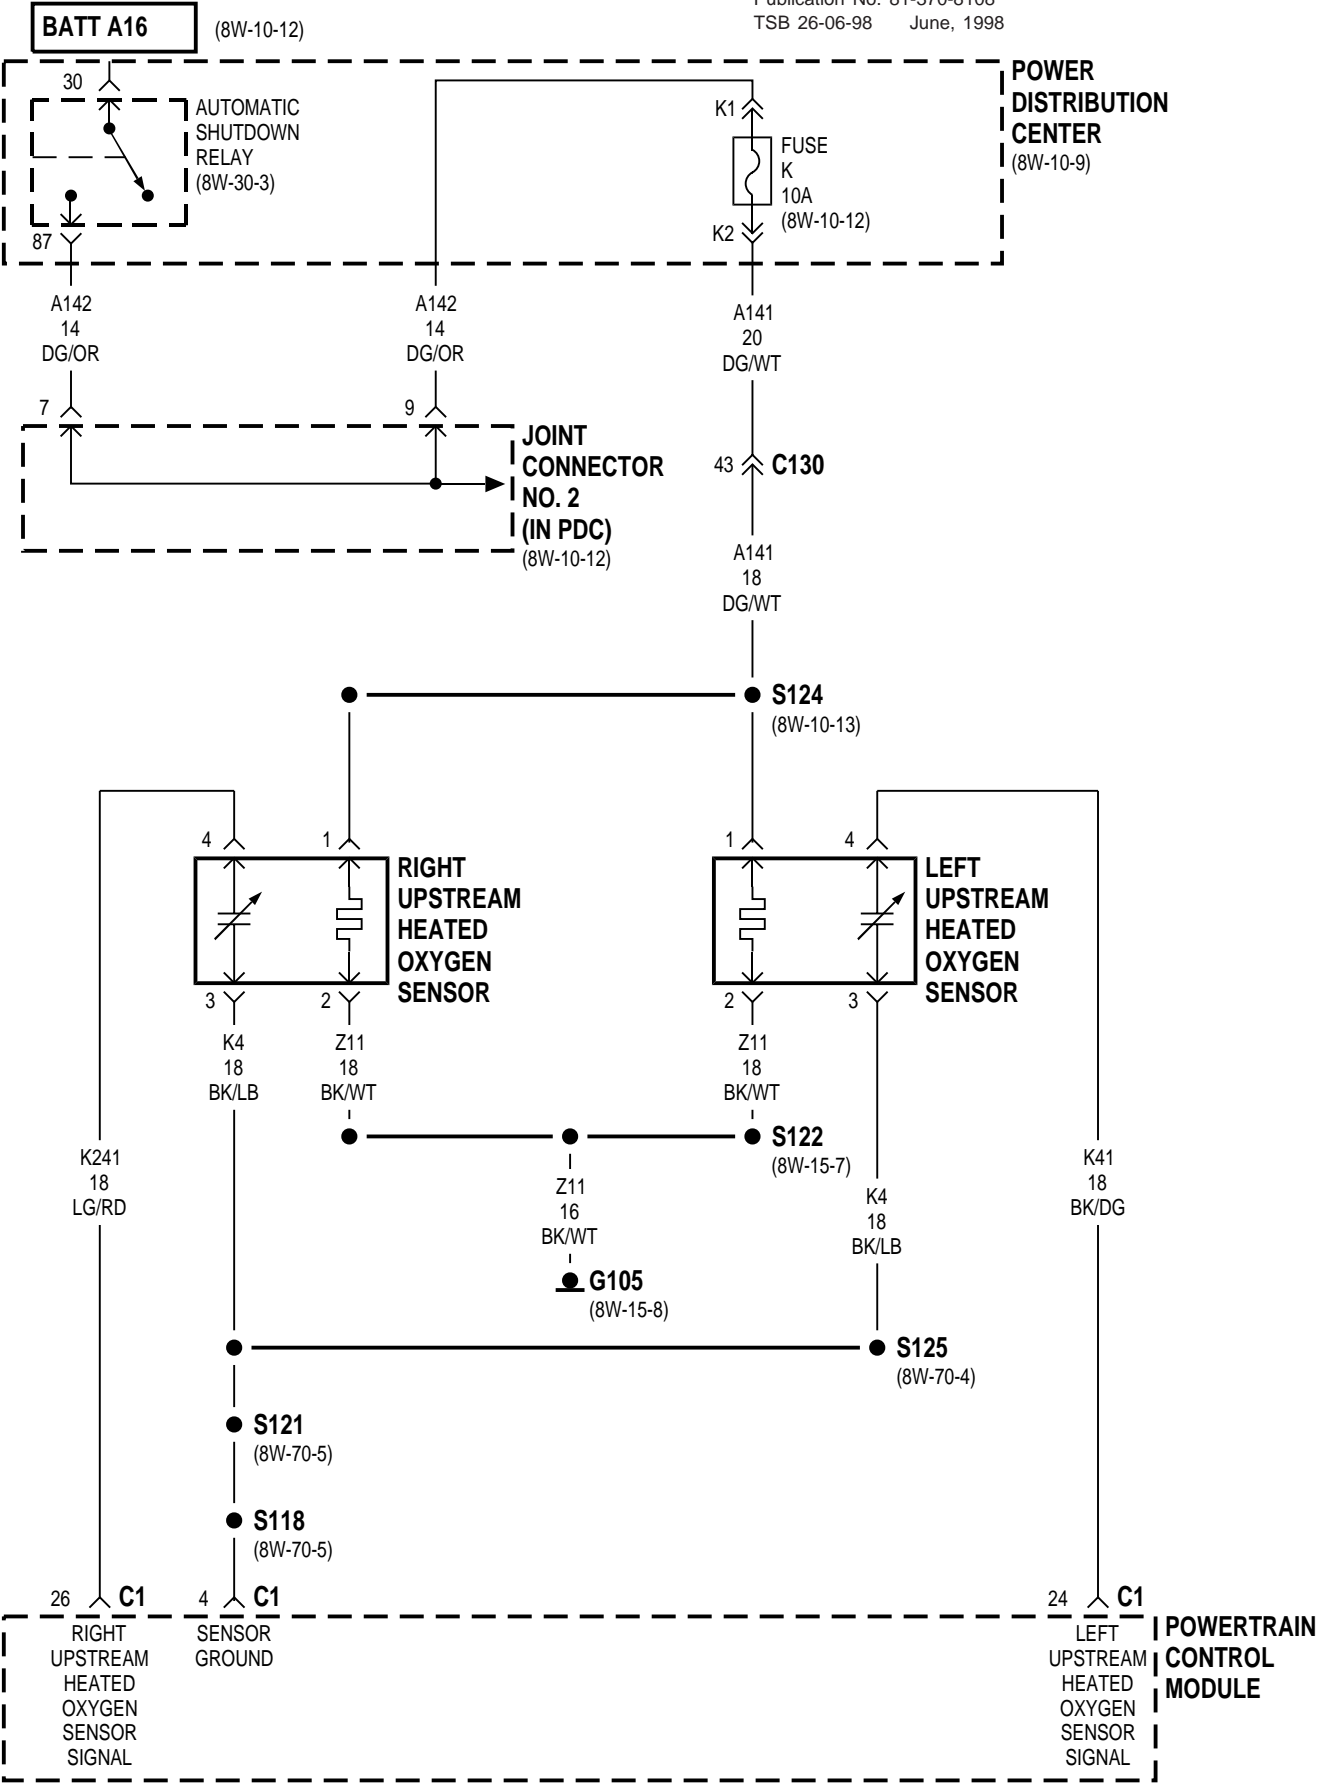 Publication No. 81-370-8108
TSB 26-06-98 June, 1998
BATT A16
(8W-10-12)
POWER
DISTRIBUTION
CENTER
(8W-10-9)
30
AUTOMATIC
SHUTDOWN
RELAY
(8W-30-3)
87
K1
FUSE
K
10A
(8W-10-12)
K2
A142
14
DG/OR
A142
14
DG/OR
A141
20
DG/WT
7
9
JOINT
CONNECTOR
NO. 2
(IN PDC)
(8W-10-12)
43
C130
A141
18
DG/WT
S124
(8W-10-13)
4
1
RIGHT
UPSTREAM
HEATED
OXYGEN
SENSOR
3
2
1
4
LEFT
UPSTREAM
HEATED
OXYGEN
SENSOR
2
3
K4
18
BK/LB
Z11
18
BK/WT
Z11
18
BK/WT
S122
(8W-15-7)
K241
18
LG/RD
Z11
16
BK/WT
K4
18
BK/LB
K41
18
BK/DG
G105
(8W-15-8)
S125
(8W-70-4)
S121
(8W-70-5)
S118
(8W-70-5)
26
C1
4
C1
24
C1
RIGHT
UPSTREAM
HEATED
OXYGEN
SENSOR
SIGNAL
SENSOR
GROUND
LEFT
UPSTREAM
HEATED
OXYGEN
SENSOR
SIGNAL
POWERTRAIN
CONTROL
MODULE